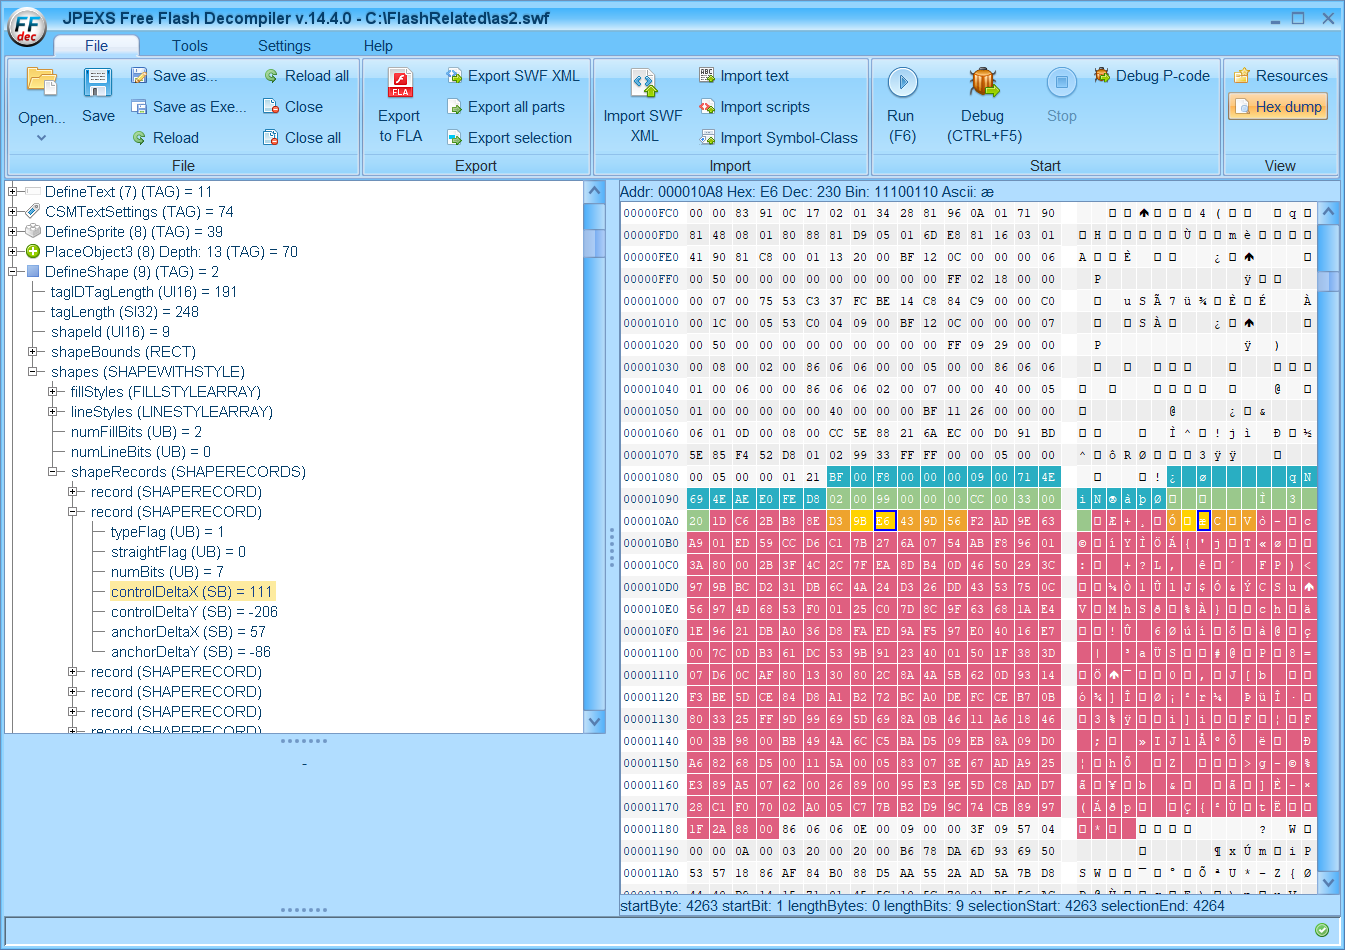 JPEXS Free Flash Decompiler v.14.4.0 - C:\FlashRelated\as2.swf
FF
dec
File Tools Settings Help
Open...
Save
Save as...
Save as Exe...
Reload
Reload all
Close
Close all
File
FLA
Export
to FLA
Export SWF XML
Export all parts
Export selection
Export
Import SWF
XML
Import text
Import scripts
Import Symbol-Class
Import
Run
(F6)
Debug
(CTRL+F5)
Stop
Debug P-code
Start
Resources
Hex dump
View
DefineText (7) (TAG) = 11
CSMTextSettings (TAG) = 74
DefineSprite (8) (TAG) = 39
PlaceObject3 (8) Depth: 13 (TAG) = 70
DefineShape (9) (TAG) = 2
tagIDTagLength (UI16) = 191
tagLength (SI32) = 248
shapeId (UI16) = 9
shapeBounds (RECT)
shapes (SHAPEWITHSTYLE)
fillStyles (FILLSTYLEARRAY)
lineStyles (LINESTYLEARRAY)
numFillBits (UB) = 2
numLineBits (UB) = 0
shapeRecords (SHAPERECORDS)
record (SHAPERECORD)
record (SHAPERECORD)
typeFlag (UB) = 1
straightFlag (UB) = 0
numBits (UB) = 7
controlDeltaX (SB) = 111
controlDeltaY (SB) = -206
anchorDeltaX (SB) = 57
anchorDeltaY (SB) = -86
record (SHAPERECORD)
record (SHAPERECORD)
record (SHAPERECORD)
record (SHAPERECORD)
Addr: 000010A8 Hex: E6 Dec: 230 Bin: 11100110 Ascii: æ
00000FC0 00 00 83 91 0C 17 02 01 34 28 81 96 0A 01 71 90
00000FD0 81 48 08 01 80 88 81 D9 05 01 6D E8 81 16 03 01
00000FE0 41 90 81 C8 00 01 13 20 00 BF 12 0C 00 00 00 06
00000FF0 00 50 00 00 00 00 00 00 00 00 00 FF 02 18 00 00
00001000 00 07 00 75 53 C3 37 FC BE 14 C8 84 C9 00 00 C0
00001010 00 1C 00 05 53 C0 04 09 00 BF 12 0C 00 00 00 07
00001020 00 50 00 00 00 00 00 00 00 00 00 FF 09 29 00 00
00001030 00 08 00 02 00 86 06 06 00 00 05 00 00 86 06 06
00001040 01 00 06 00 00 86 06 06 02 00 07 00 00 40 00 05
00001050 01 00 00 00 00 00 40 00 00 00 BF 11 26 00 00 00
00001060 06 01 0D 00 08 00 CC 5E 88 21 6A EC 00 D0 91 BD
00001070 5E 85 F4 52 D8 01 02 99 33 FF FF 00 00 05 00 00
00001080 00 05 00 00 01 21 BF 00 F8 00 00 00 09 00 71 4E
00001090 69 4E AE E0 FE D8 02 00 99 00 00 00 CC 00 33 00
000010A0 20 1D C6 2B B8 8E D3 9B E6 43 9D 56 F2 AD 9E 63
000010B0 A9 01 ED 59 CC D6 C1 7B 27 6A 07 54 AB F8 96 01
000010C0 3A 80 00 2B 3F 4C 2C 7F EA 8D B4 0D 46 50 29 3C
000010D0 97 9B BC D2 31 DB 6C 4A 24 D3 26 DD 43 53 75 0C
000010E0 56 97 4D 68 53 F0 01 25 C0 7D 8C 9F 63 68 1A E4
000010F0 1E 96 21 DB A0 36 D8 FA ED 9A F5 97 E0 40 16 E7
00001100 00 7C 0D B3 61 DC 53 9B 91 23 40 01 50 1F 38 3D
00001110 07 D6 0C AF 80 13 30 80 2C 8A 4A 5B 62 0D 93 14
00001120 F3 BE 5D CE 84 D8 A1 B2 72 BC A0 DE FC CE B7 0B
00001130 80 33 25 FF 9D 99 69 5D 69 8A 0B 46 11 A6 18 46
00001140 00 3B 98 00 BB 49 4A 6C C5 BA D5 09 EB 8A 09 D0
00001150 A6 82 68 D5 00 11 5A 00 05 83 07 3E 67 AD A9 25
00001160 E3 89 A5 07 62 00 26 89 00 95 E3 9E 5D C8 AD D7
00001170 28 C1 F0 70 02 A0 05 C7 7B B2 D9 9C 74 CB 89 97
00001180 1F 2A 88 00 86 06 06 0E 00 09 00 00 3F 09 57 04
00001190 00 00 0A 00 03 20 00 20 00 B6 78 DA 6D 93 69 50
000011A0 53 57 18 86 AF 84 B0 88 D5 AA 55 2A AD 5A 7B D8
startByte: 4263 startBit: 1 lengthBytes: 0 lengthBits: 9 selectionStart: 4263 selectionEnd: 4264